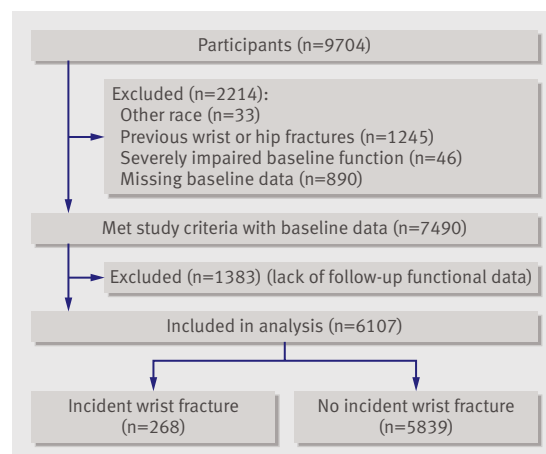 Participants (n=9704)
Excluded (n=2214):
Other race (n=33)
Previous wrist or hip fractures (n=1245)
Severely impaired baseline function (n=46)
Missing baseline data (n=890)
Met study criteria with baseline data (n=7490)
Excluded (n=1383) (lack of follow-up functional data)
Included in analysis (n=6107)
Incident wrist fracture
(n=268)
No incident wrist fracture
(n=5839)